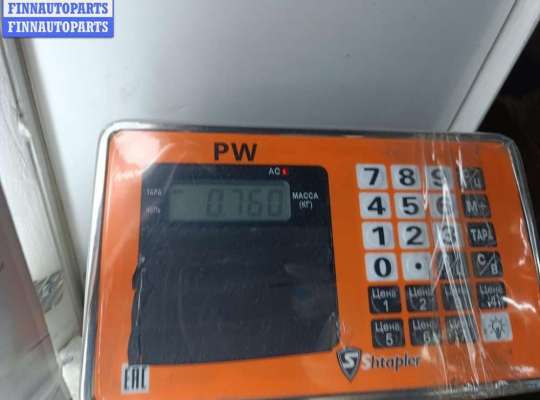 FINNAUTOPARTS
FINNAUTOPARTS
PW
AC
ТАРА
НОЛЬ
0.760
МАССА
(КГ)
7 8 9
4 5 6 M+
1 2 3 ТАР
0 . C/B
Цена 1
Цена 2
Цена 5
Цена 6
Shtapler
EAC